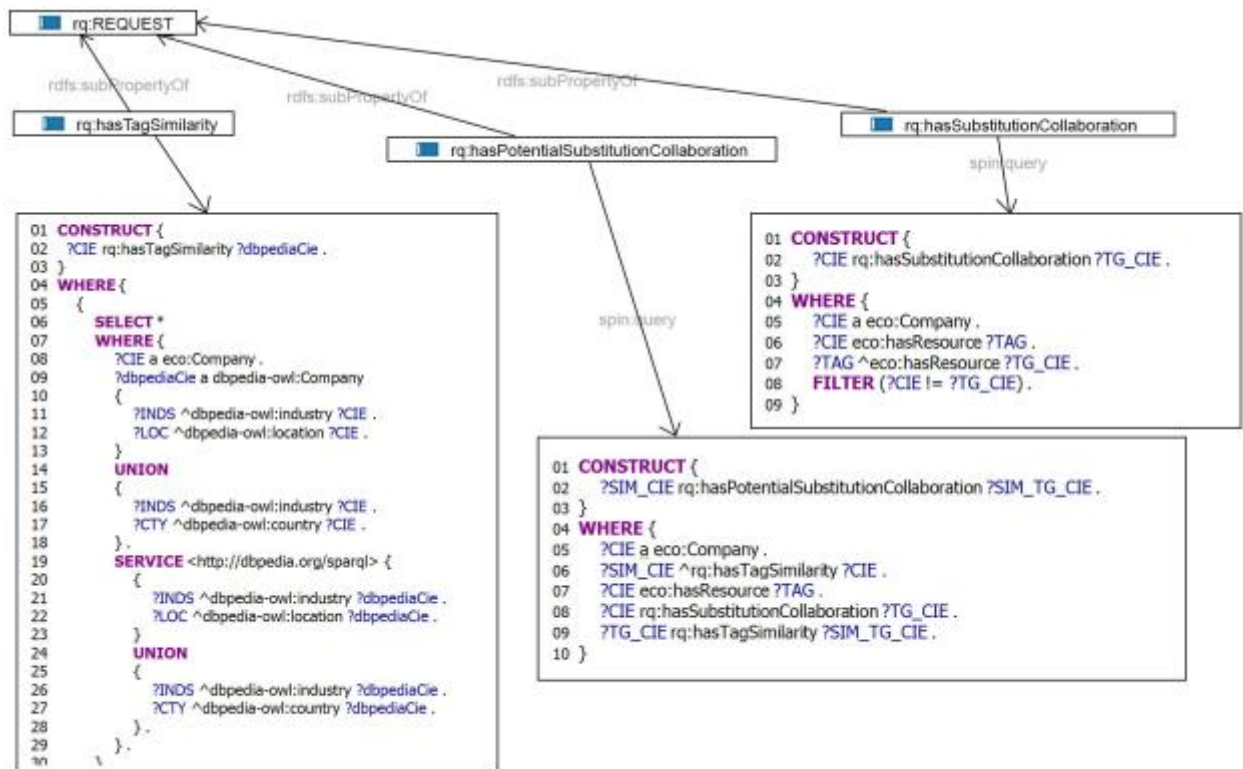 rq:REQUEST
rdfs:subPropertyOf
rdfs:subPropertyOf
rdfs:subPropertyOf
rq:hasTagSimilarity
rq:hasPotentialSubstitutionCollaboration
rq:hasSubstitutionCollaboration
spin:query
spin:query
01 CONSTRUCT {
02 ?CIE rq:hasTagSimilarity ?dbpediaCie .
03 }
04 WHERE {
05 {
06 SELECT *
07 WHERE {
08 ?CIE a eco:Company .
09 ?dbpediaCie a dbpedia-owl:Company
10 {
11 ?INDS ^dbpedia-owl:industry ?CIE .
12 ?LOC ^dbpedia-owl:location ?CIE .
13 }
14 UNION
15 {
16 ?INDS ^dbpedia-owl:industry ?CIE .
17 ?CTY ^dbpedia-owl:country ?CIE .
18 } .
19 SERVICE <http://dbpedia.org/sparql> {
20 {
21 ?INDS ^dbpedia-owl:industry ?dbpediaCie .
22 ?LOC ^dbpedia-owl:location ?dbpediaCie .
23 }
24 UNION
25 {
26 ?INDS ^dbpedia-owl:industry ?dbpediaCie .
27 ?CTY ^dbpedia-owl:country ?dbpediaCie .
28 } .
29 } .
01 CONSTRUCT {
02 ?CIE rq:hasSubstitutionCollaboration ?TG_CIE .
03 }
04 WHERE {
05 ?CIE a eco:Company .
06 ?CIE eco:hasResource ?TAG .
07 ?TAG ^eco:hasResource ?TG_CIE .
08 FILTER (?CIE != ?TG_CIE) .
09 }
01 CONSTRUCT {
02 ?SIM_CIE rq:hasPotentialSubstitutionCollaboration ?SIM_TG_CIE .
03 }
04 WHERE {
05 ?CIE a eco:Company .
06 ?SIM_CIE ^rq:hasTagSimilarity ?CIE .
07 ?CIE eco:hasResource ?TAG .
08 ?CIE rq:hasSubstitutionCollaboration ?TG_CIE .
09 ?TG_CIE rq:hasTagSimilarity ?SIM_TG_CIE .
10 }